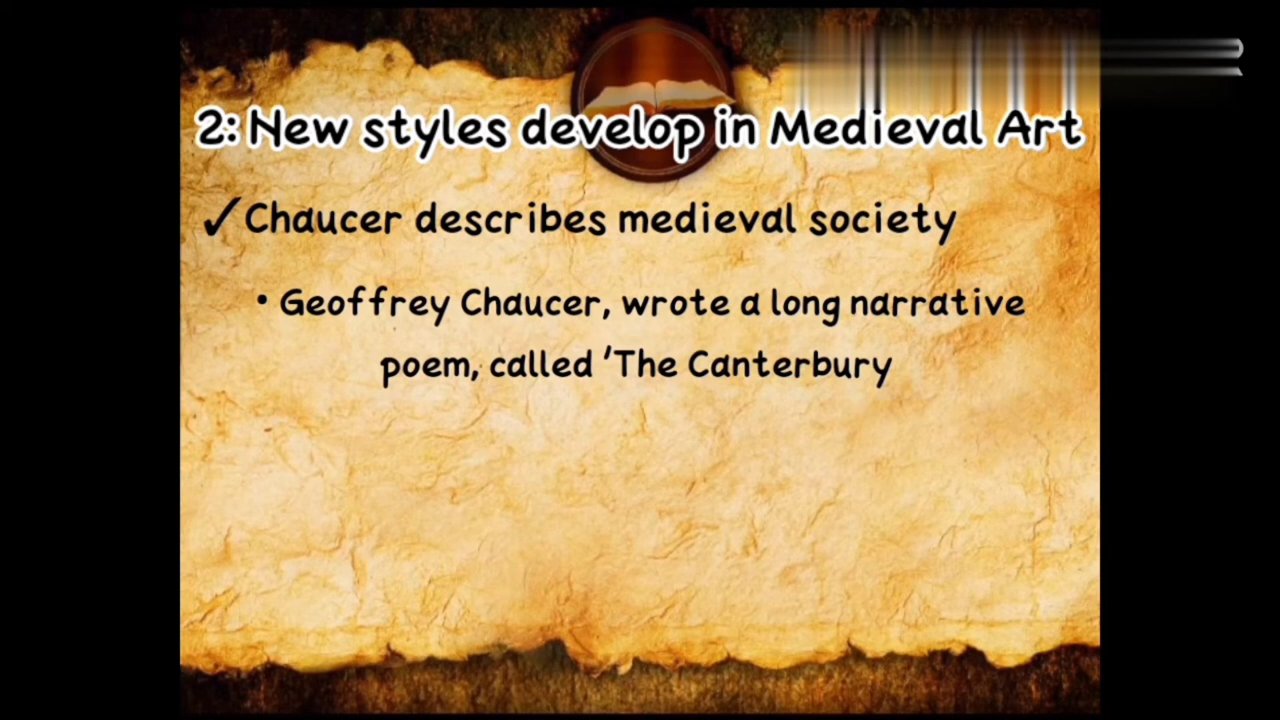 2: New styles develop in Medieval Art
✓Chaucer describes medieval society
• Geoffrey Chaucer, wrote a long narrative
poem, called 'The Canterbury